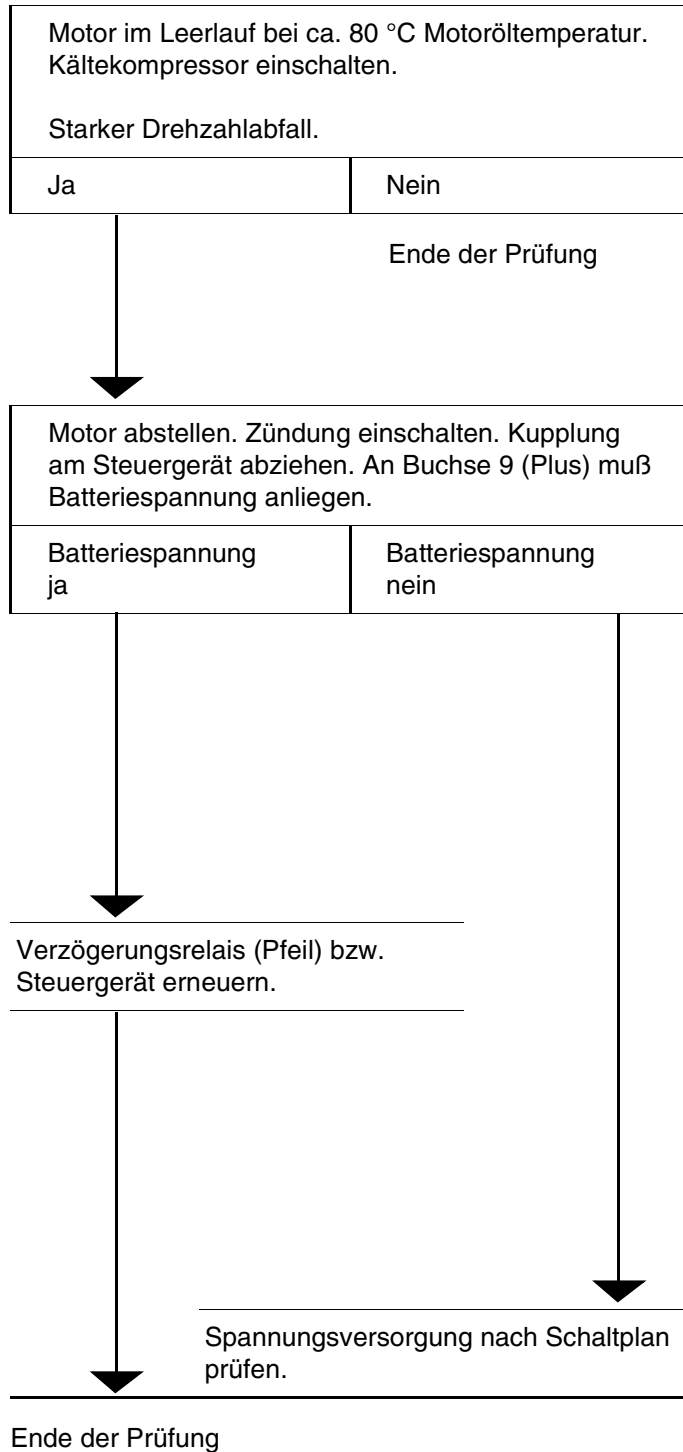 Motor im Leerlauf bei ca. 80 °C Motoröltemperatur.
Kältekompressor einschalten.
Starker Drehzahlabfall.
Ja
Nein
Ende der Prüfung
Motor abstellen. Zündung einschalten. Kupplung
am Steuergerät abziehen. An Buchse 9 (Plus) muß
Batteriespannung anliegen.
Batteriespannung
ja
Batteriespannung
nein
Verzögerungsrelais (Pfeil) bzw.
Steuergerät erneuern.
Spannungsversorgung nach Schaltplan
prüfen.
Ende der Prüfung